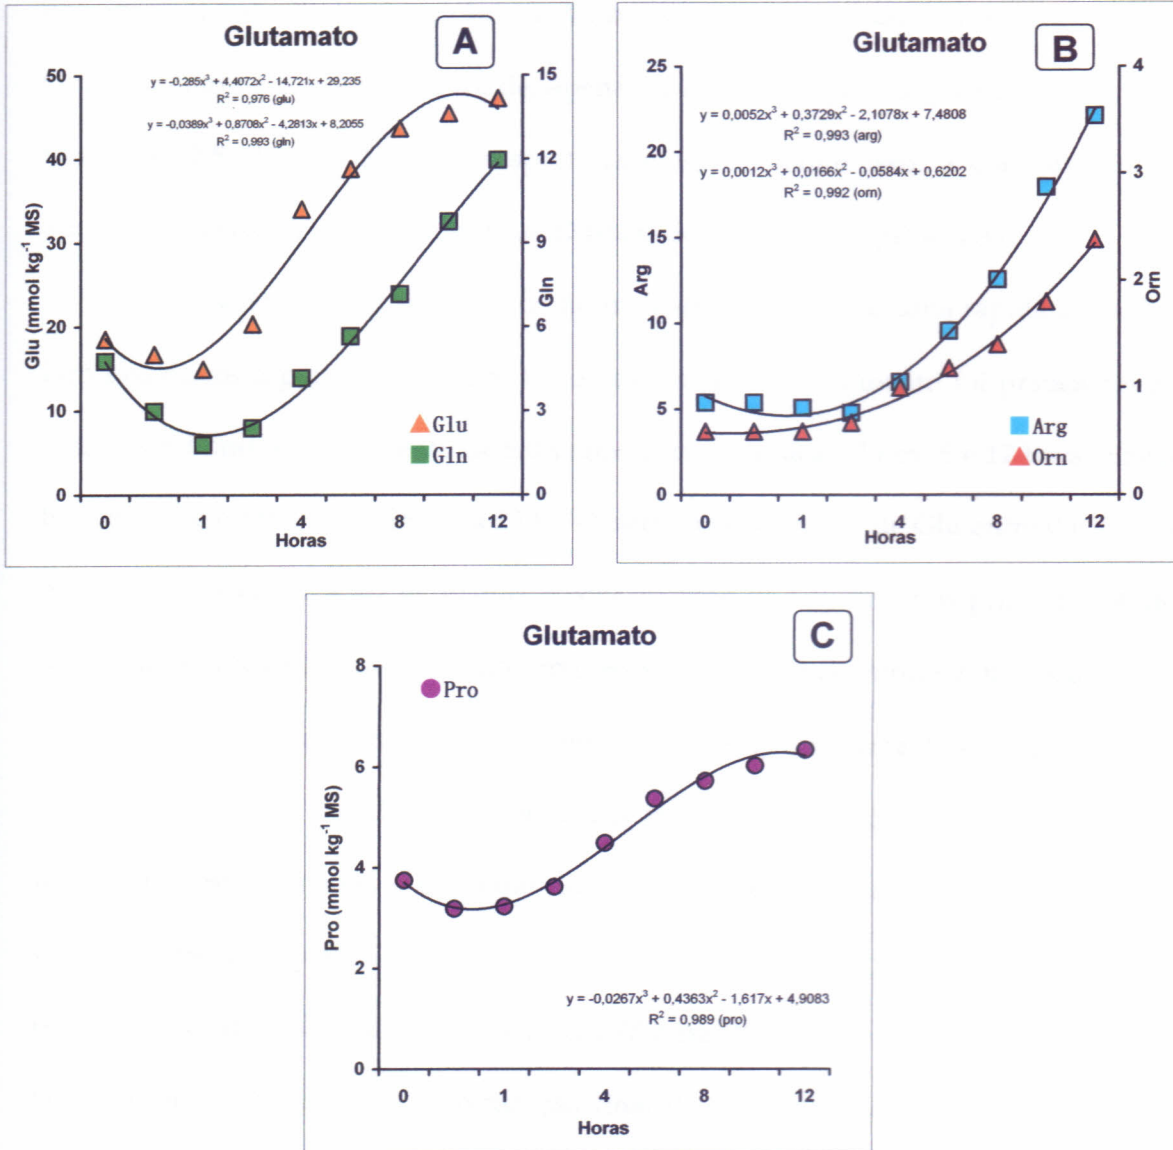 Glutamato
A
y = -0,285x³ + 4,4072x² - 14,721x + 29,235
R² = 0,976 (glu)
y = -0,0389x³ + 0,8708x² - 4,2813x + 8,2055
R² = 0,993 (gln)
50
40
30
20
10
0
Glu (mmol kg⁻¹ MS)
15
12
9
6
3
0
Gln
Glu
Gln
0 1 4 8 12
Horas
Glutamato
B
y = 0,0052x³ + 0,3729x² - 2,1078x + 7,4808
R² = 0,993 (arg)
y = 0,0012x³ + 0,0166x² - 0,0584x + 0,6202
R² = 0,992 (orn)
25
20
15
10
5
0
Arg
4
3
2
1
0
Orn
Arg
Orn
0 1 4 8 12
Horas
Glutamato
C
Pro
8
6
4
2
0
Pro (mmol kg⁻¹ MS)
y = -0,0267x³ + 0,4363x² - 1,617x + 4,9083
R² = 0,989 (pro)
0 1 4 8 12
Horas